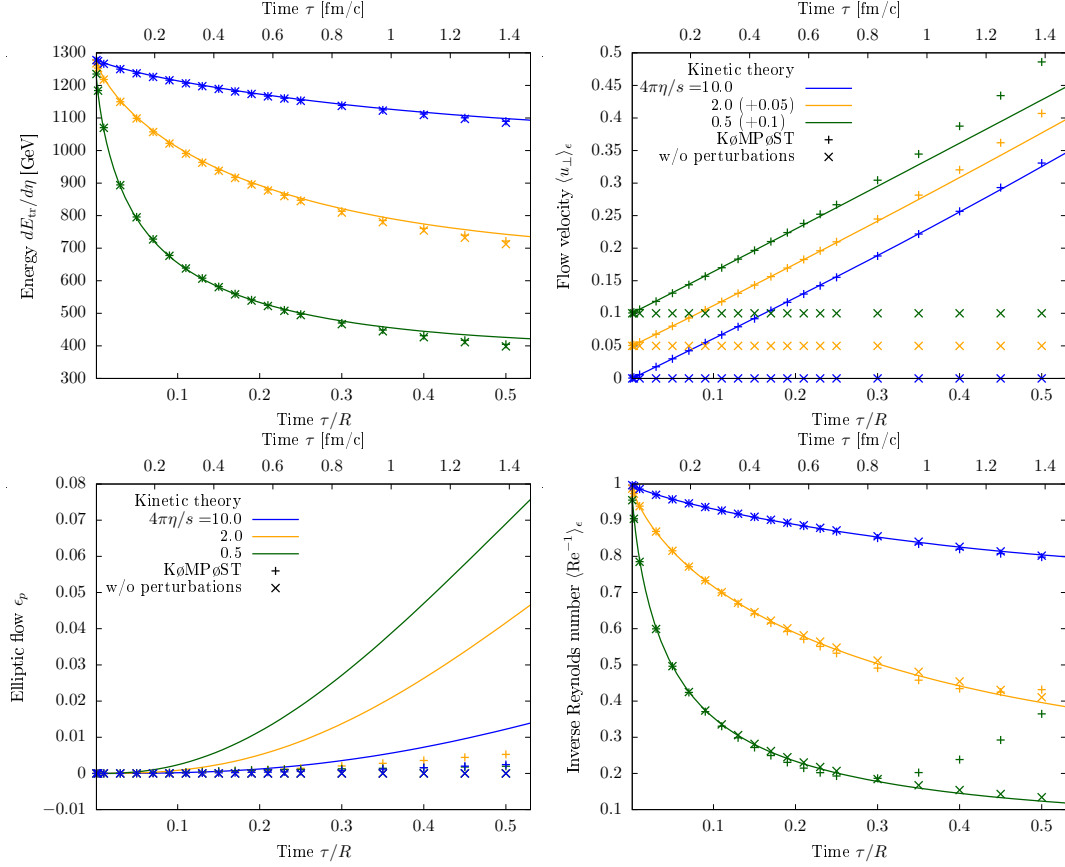 Time τ [fm/c]
0.2 0.4 0.6 0.8 1 1.2 1.4
1300
1200
1100
1000
900
800
700
600
500
400
300
Energy dE_tr/dη [GeV]
0.1 0.2 0.3 0.4 0.5
Time τ/R
Time τ [fm/c]
0.2 0.4 0.6 0.8 1 1.2 1.4
0.5
0.45
0.4
0.35
0.3
0.25
0.2
0.15
0.1
0.05
0
Flow velocity ⟨u_⊥⟩_ϵ
Kinetic theory
4πη/s =10.0
2.0 (+0.05)
0.5 (+0.1)
KøMPøST
w/o perturbations
0.1 0.2 0.3 0.4 0.5
Time τ/R
Time τ [fm/c]
0.2 0.4 0.6 0.8 1 1.2 1.4
0.08
0.07
0.06
0.05
0.04
0.03
0.02
0.01
0
−0.01
Elliptic flow ϵ_p
Kinetic theory
4πη/s =10.0
2.0
0.5
KøMPøST
w/o perturbations
0.1 0.2 0.3 0.4 0.5
Time τ/R
Time τ [fm/c]
0.2 0.4 0.6 0.8 1 1.2 1.4
1
0.9
0.8
0.7
0.6
0.5
0.4
0.3
0.2
0.1
Inverse Reynolds number ⟨Re⁻¹⟩_ϵ
0.1 0.2 0.3 0.4 0.5
Time τ/R